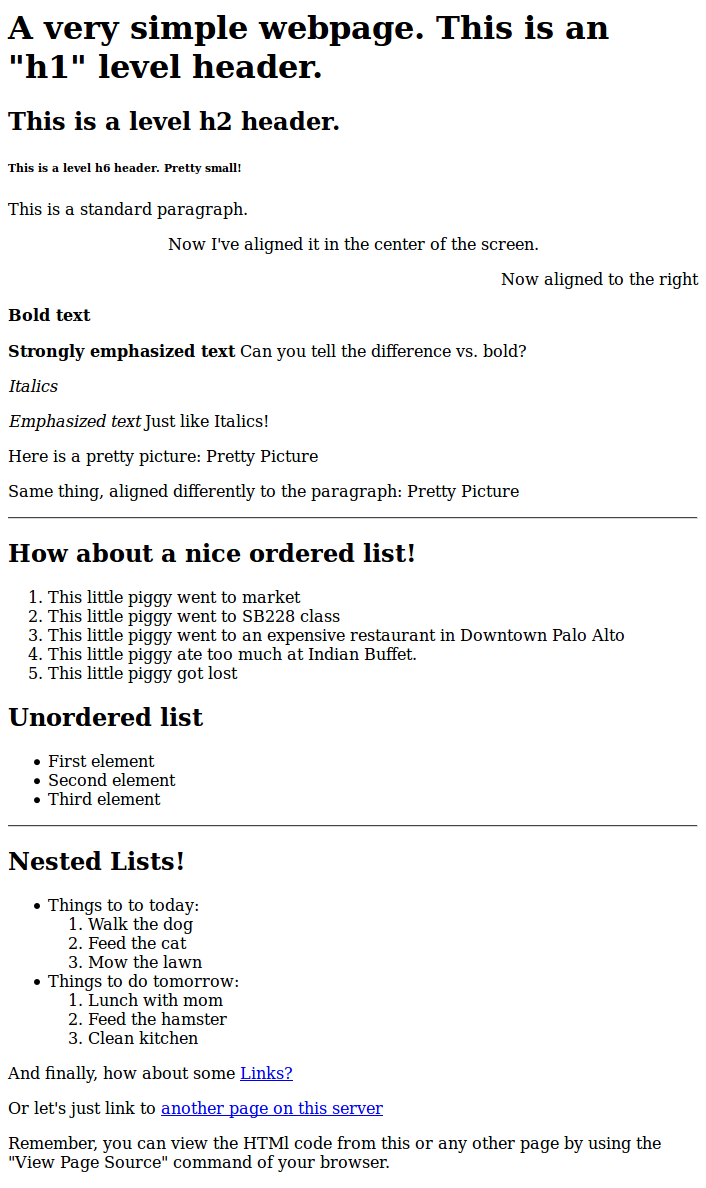 A very simple webpage. This is an
"h1" level header.
This is a level h2 header.
This is a level h6 header. Pretty small!
This is a standard paragraph.
Now I've aligned it in the center of the screen.
Now aligned to the right
Bold text
Strongly emphasized text Can you tell the difference vs. bold?
Italics
Emphasized text Just like Italics!
Here is a pretty picture: Pretty Picture
Same thing, aligned differently to the paragraph: Pretty Picture
How about a nice ordered list!
1. This little piggy went to market
2. This little piggy went to SB228 class
3. This little piggy went to an expensive restaurant in Downtown Palo Alto
4. This little piggy ate too much at Indian Buffet.
5. This little piggy got lost
Unordered list
• First element
• Second element
• Third element
Nested Lists!
• Things to to today:
1. Walk the dog
2. Feed the cat
3. Mow the lawn
• Things to do tomorrow:
1. Lunch with mom
2. Feed the hamster
3. Clean kitchen
And finally, how about some Links?
Or let's just link to another page on this server
Remember, you can view the HTMl code from this or any other page by using the
"View Page Source" command of your browser.